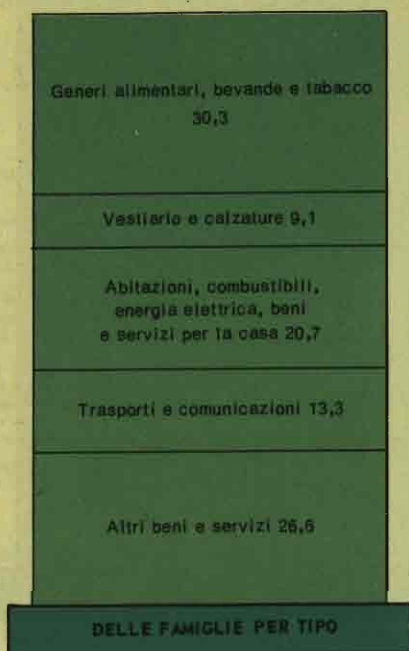 Generi alimentari, bevande e tabacco
30,3
Vestiario e calzature 9,1
Abitazioni, combustibili,
energia elettrica, beni
e servizi per la casa 20,7
Trasporti e comunicazioni 13,3
Altri beni e servizi 26,6
DELLE FAMIGLIE PER TIPO